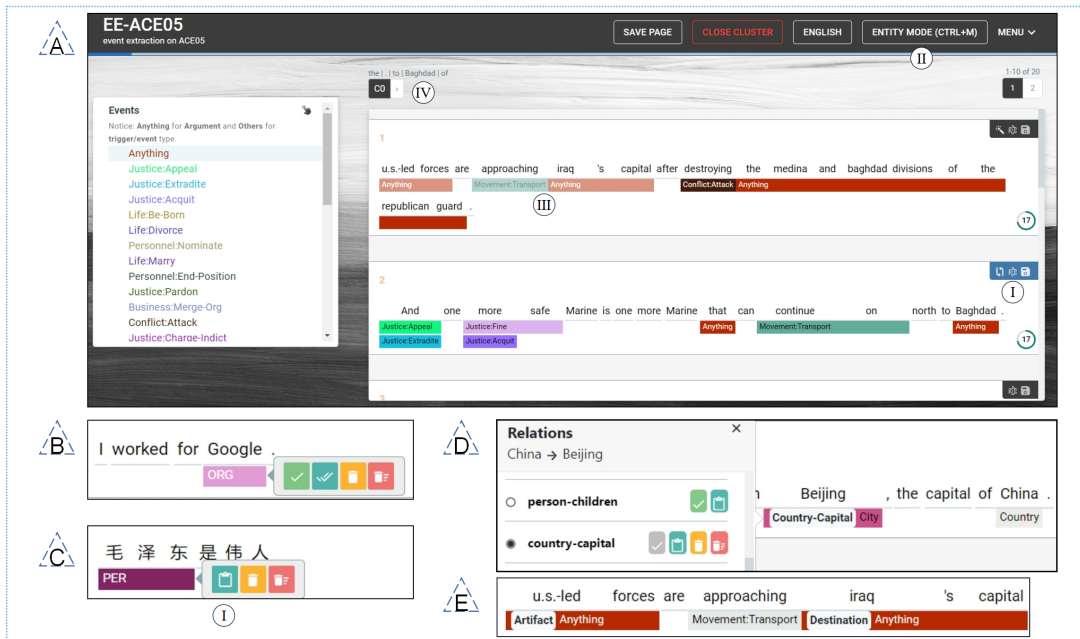 A
EE-ACE05
event extraction on ACE05
SAVE PAGE
CLOSE CLUSTER
ENGLISH
ENTITY MODE (CTRL+M)
MENU
II
the | . | to | Baghdad | of
C0 ›
IV
1-10 of 20
1 2
Events
Notice: Anything for Argument and Others for
trigger/event type.
Anything
Justice:Appeal
Justice:Extradite
Justice:Acquit
Life:Be-Born
Life:Divorce
Personnel:Nominate
Life:Marry
Personnel:End-Position
Justice:Pardon
Business:Merge-Org
Conflict:Attack
Justice:Charge-Indict
1
u.s.-led forces are approaching iraq 's capital after destroying the medina and baghdad divisions of the
Anything Movement:Transport Anything Conflict:Attack Anything
III
republican guard .
17
2
I
And one more safe Marine is one more Marine that can continue on north to Baghdad .
Justice:Appeal Justice:Fine Anything Movement:Transport Anything
Justice:Extradite Justice:Acquit
17
3
B
I worked for Google .
ORG
C
毛 泽 东 是 伟 人
PER
I
D
Relations
China → Beijing
×
person-children
country-capital
Beijing , the capital of China .
Country-Capital City Country
E
u.s.-led forces are approaching iraq 's capital
Artifact Anything Movement:Transport Destination Anything